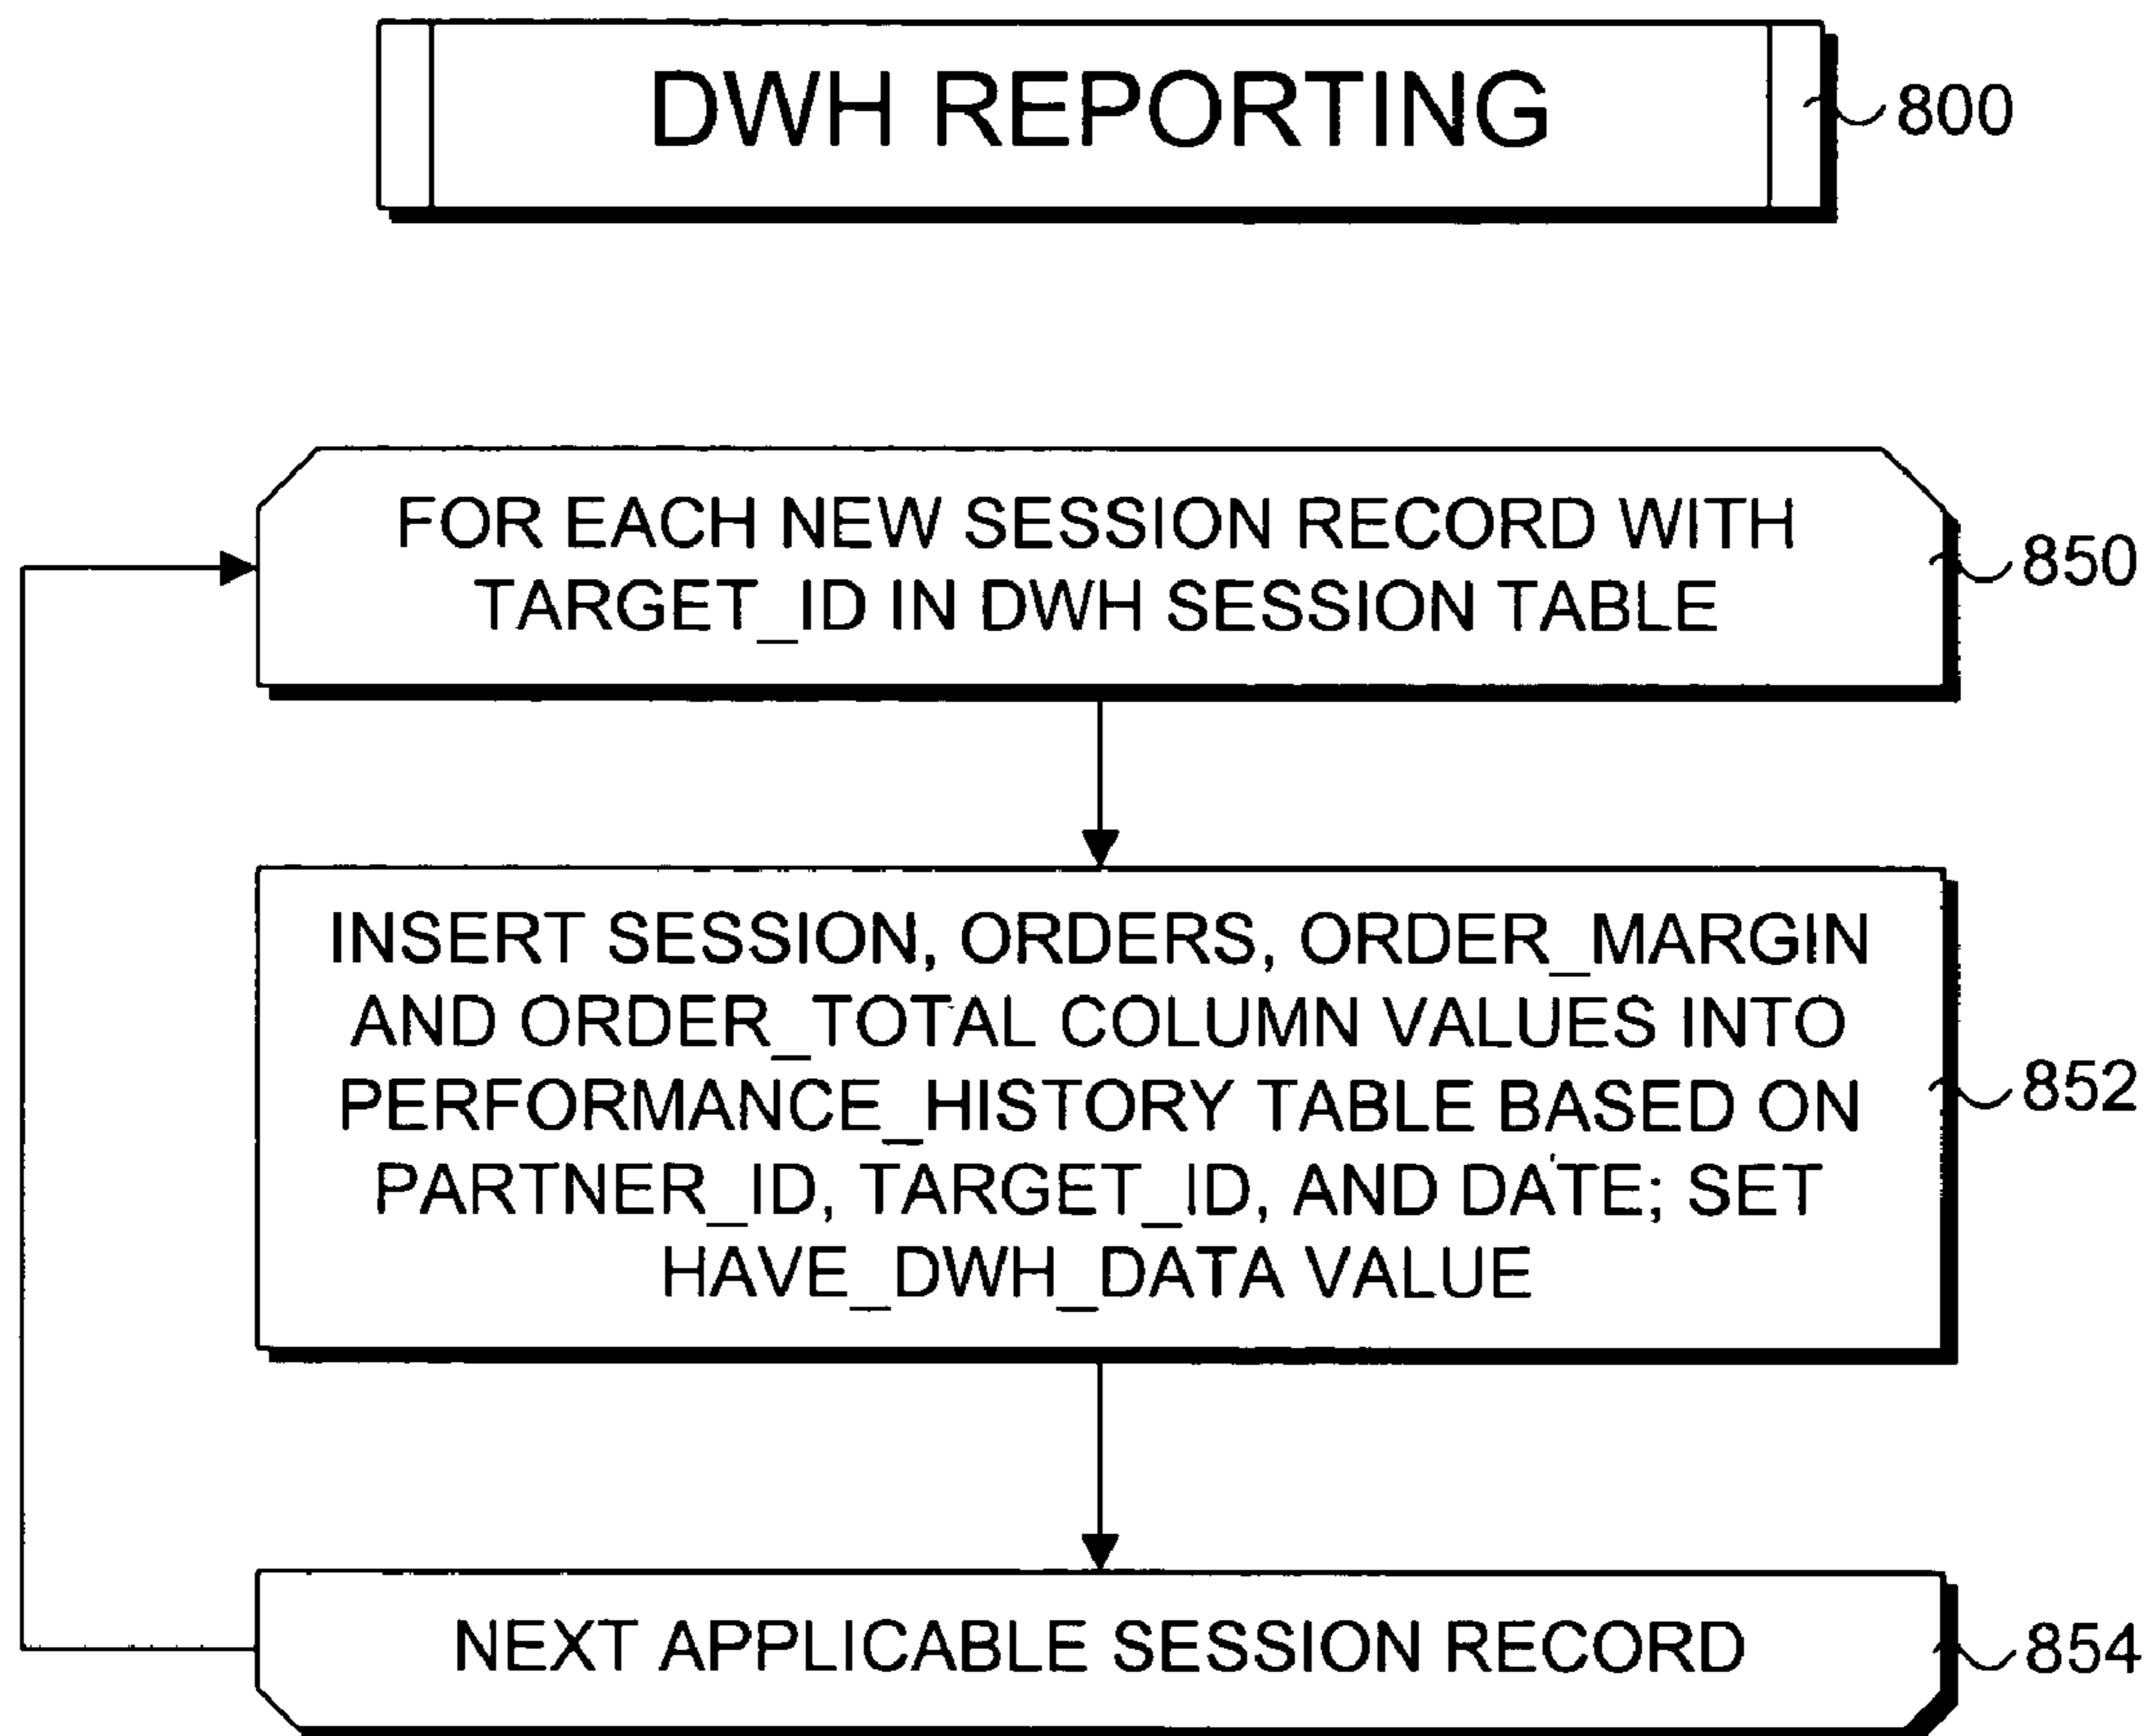 DWH REPORTING
800
FOR EACH NEW SESSION RECORD WITH
TARGET_ID IN DWH SESSION TABLE
850
INSERT SESSION, ORDERS, ORDER_MARGIN
AND ORDER_TOTAL COLUMN VALUES INTO
PERFORMANCE_HISTORY TABLE BASED ON
PARTNER_ID, TARGET_ID, AND DATE; SET
HAVE_DWH_DATA VALUE
852
NEXT APPLICABLE SESSION RECORD
854